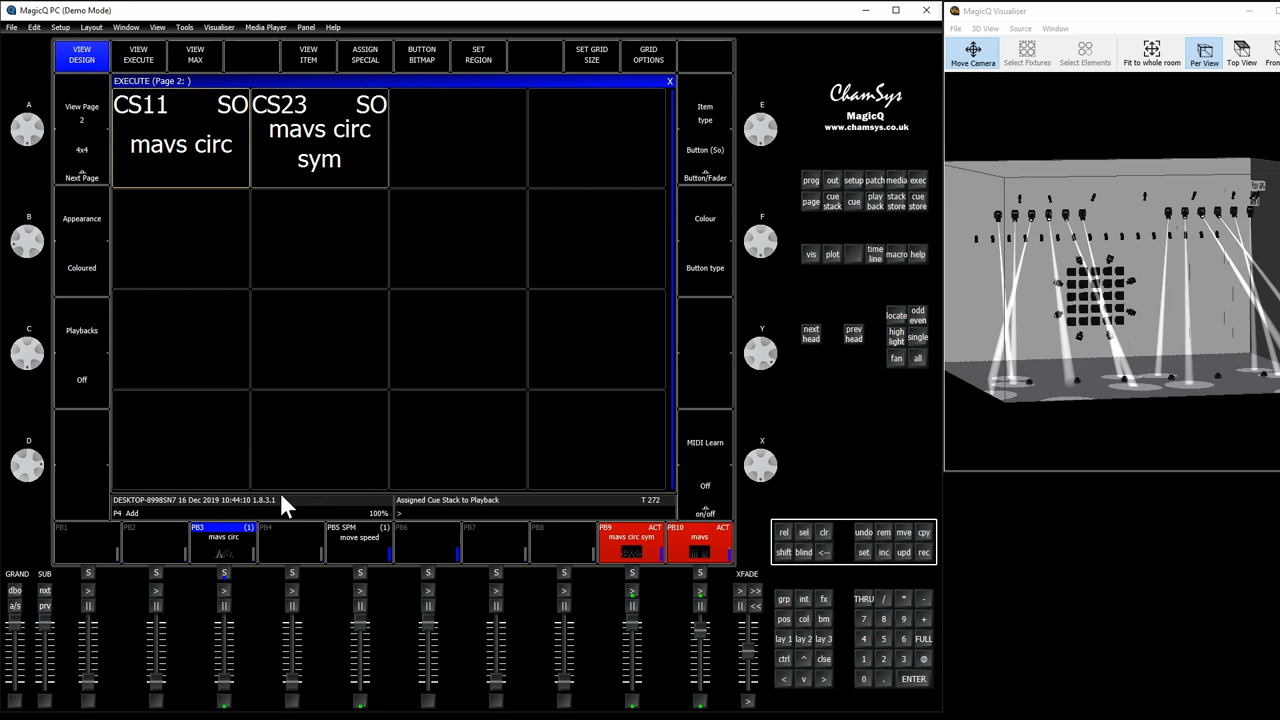 MagicQ PC (Demo Mode)
File Edit Setup Layout Window View Tools Visualiser Media Player Panel Help
VIEW DESIGN
VIEW EXECUTE
VIEW MAX
VIEW ITEM
ASSIGN SPECIAL
BUTTON BITMAP
SET REGION
SET GRID SIZE
GRID OPTIONS
EXECUTE (Page 2: ) X
A
View Page
2
4x4
Next Page
CS11 SO
mavs circ
CS23 SO
mavs circ
sym
Item
type
Button (So)
Button/Fader
E
B
Appearance
Coloured
Colour
Button type
F
C
Playbacks
Off
Y
D
MIDI Learn
Off
on/off
X
DESKTOP-8998SN7 16 Dec 2019 10:44:10 1.8.3.1
Assigned Cue Stack to Playback T 272
P4 Add 100% >
PB1
PB2
PB3 (1)
mavs circ
PB4
PB5 SPM (1)
move speed
PB6
PB7
PB8
PB9 ACT
mavs circ sym
PB10 ACT
mavs
GRAND SUB S S S S S S S S S S XFADE
dbo nxt > > > > > > > > > > > >>
a/s prv || || || || || || || || || || || <<
>
ChamSys
MagicQ
www.chamsys.co.uk
prog out setup patch media exec
page cue stack cue play back stack store cue store
vis plot time line macro help
next head prev head
locate odd even
high light single
fan all
rel sel clr undo rem mve cpy
shift blind <-- set inc upd rec
grp int fx THRU / * -
pos col bm 7 8 9 +
lay 1 lay 2 lay 3 4 5 6 FULL
ctrl ^ clse 1 2 3 @
< v > 0 . ENTER
MagicQ Visualiser
File 3D View Source Window
Move Camera
Select Fixtures
Select Elements
Fit to whole room
Per View
Top View
Fron